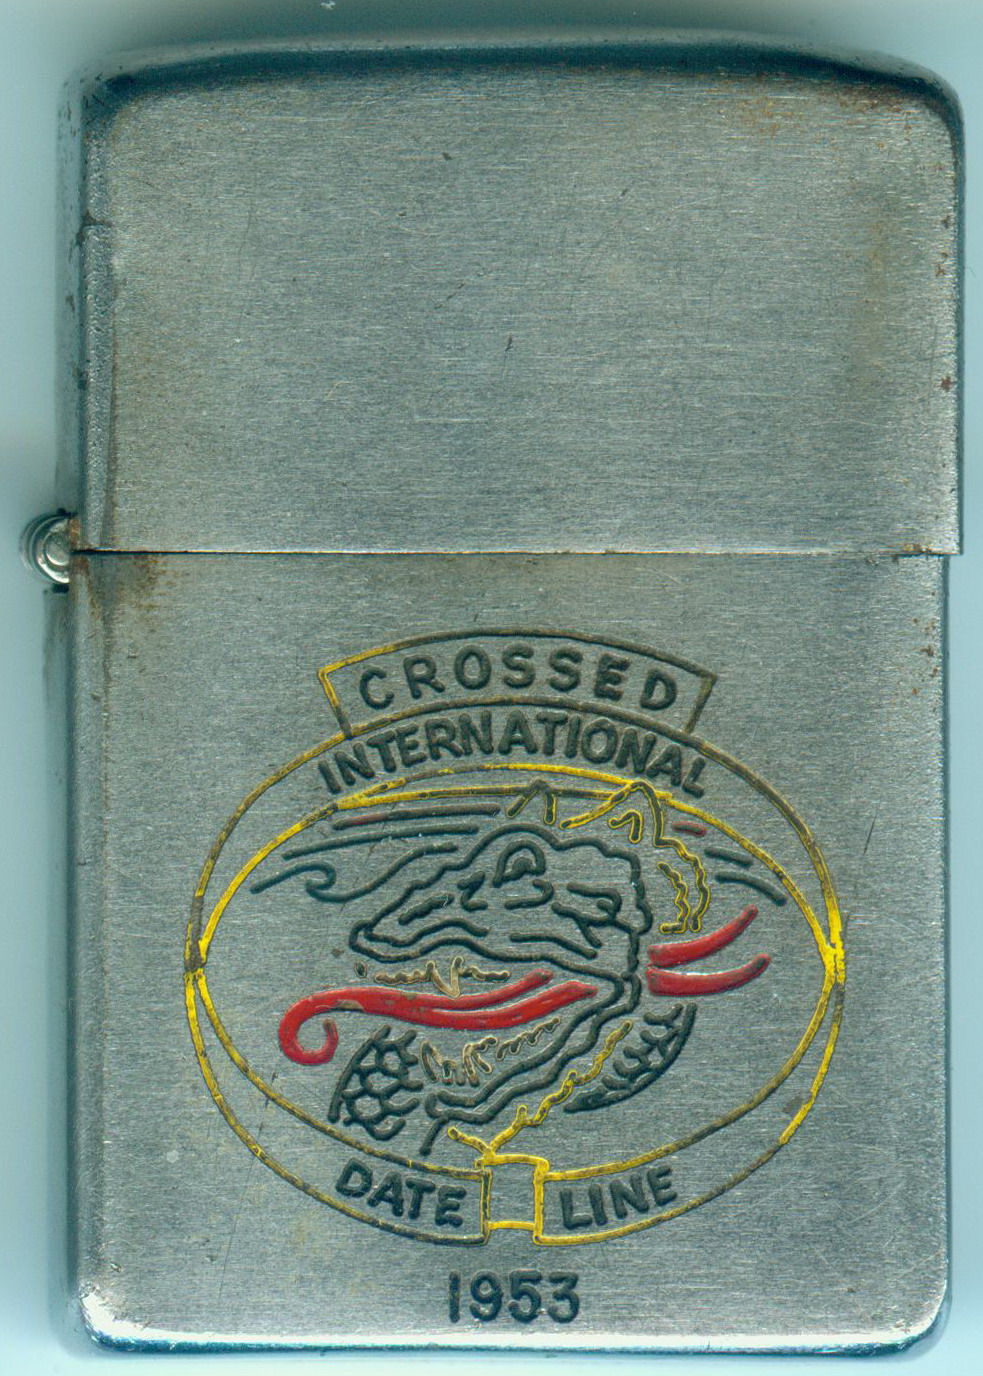 CROSSED
INTERNATIONAL
DATE LINE
1953